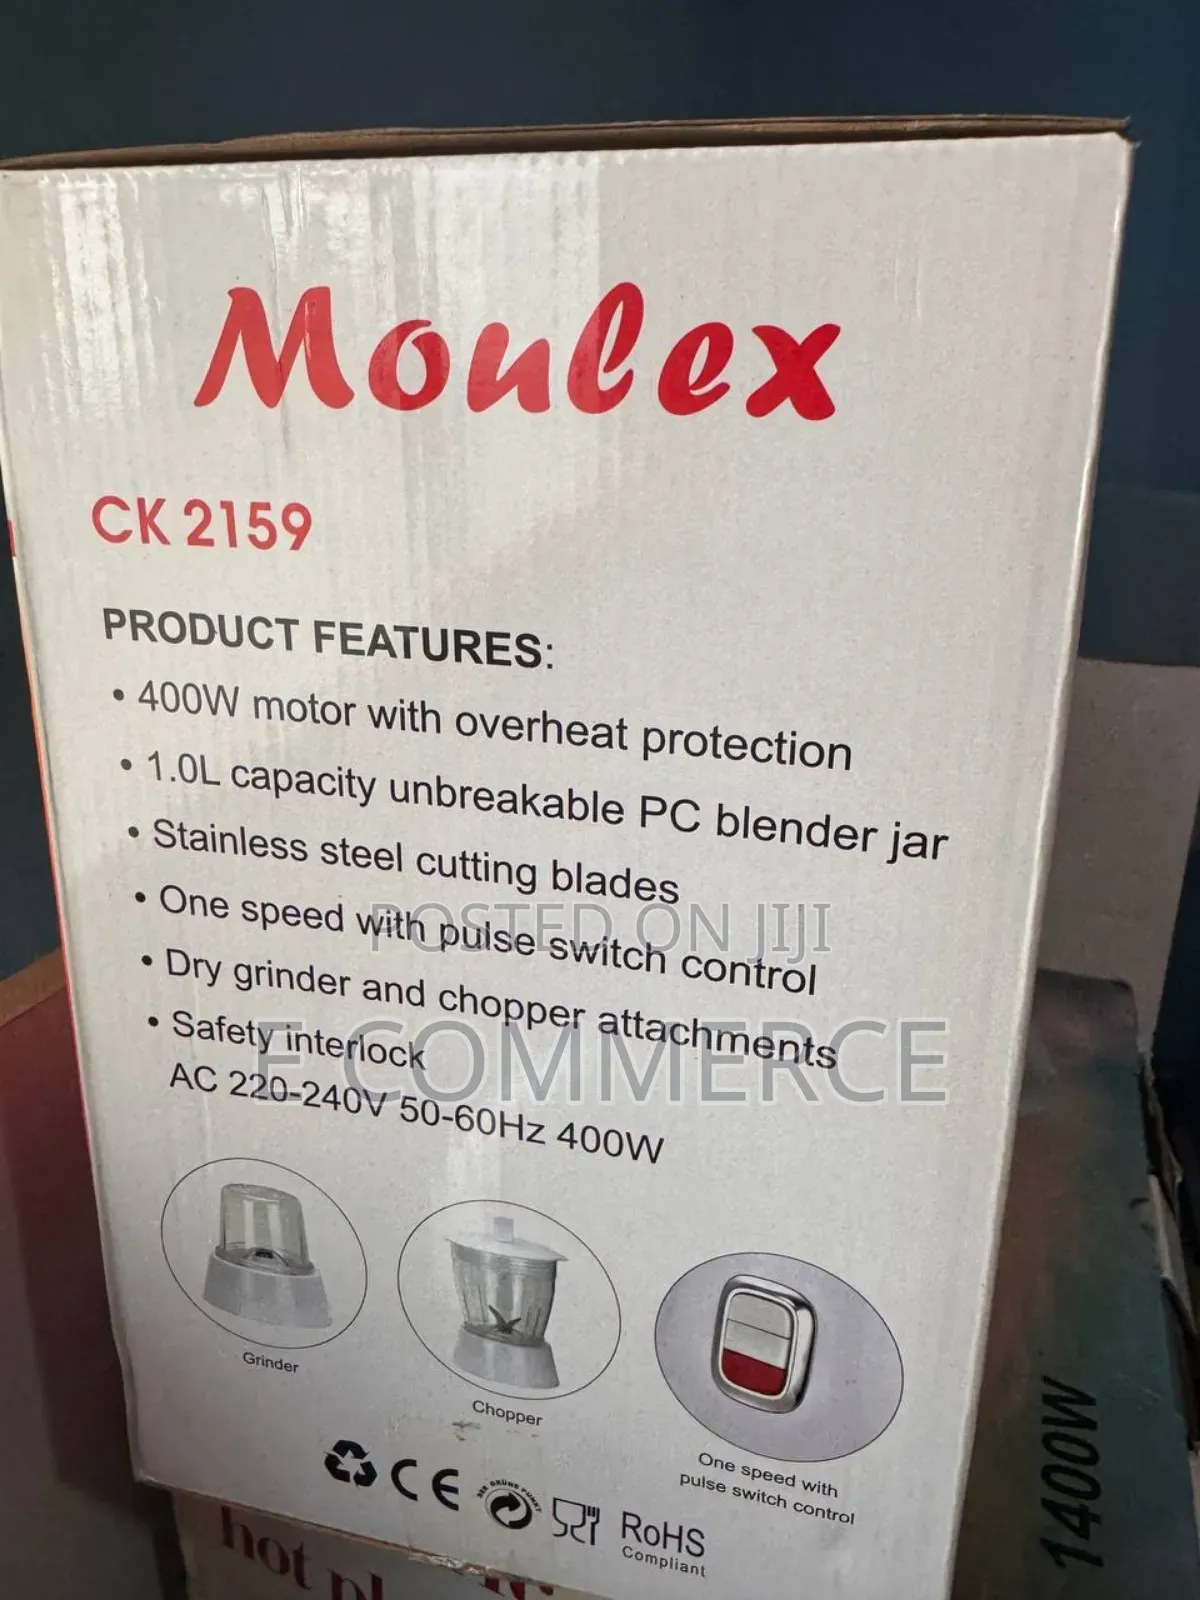 Moulex
CK 2159
PRODUCT FEATURES:
• 400W motor with overheat protection
• 1.0L capacity unbreakable PC blender jar
• Stainless steel cutting blades
• One speed with pulse switch control
• Dry grinder and chopper attachments
• Safety interlock
AC 220-240V 50-60Hz 400W
POSTED ON JIJI
E COMMERCE
Grinder
Chopper
One speed with
pulse switch control
CE
DER GRÜNE PUNKT
RoHS
Compliant
1400W
hot